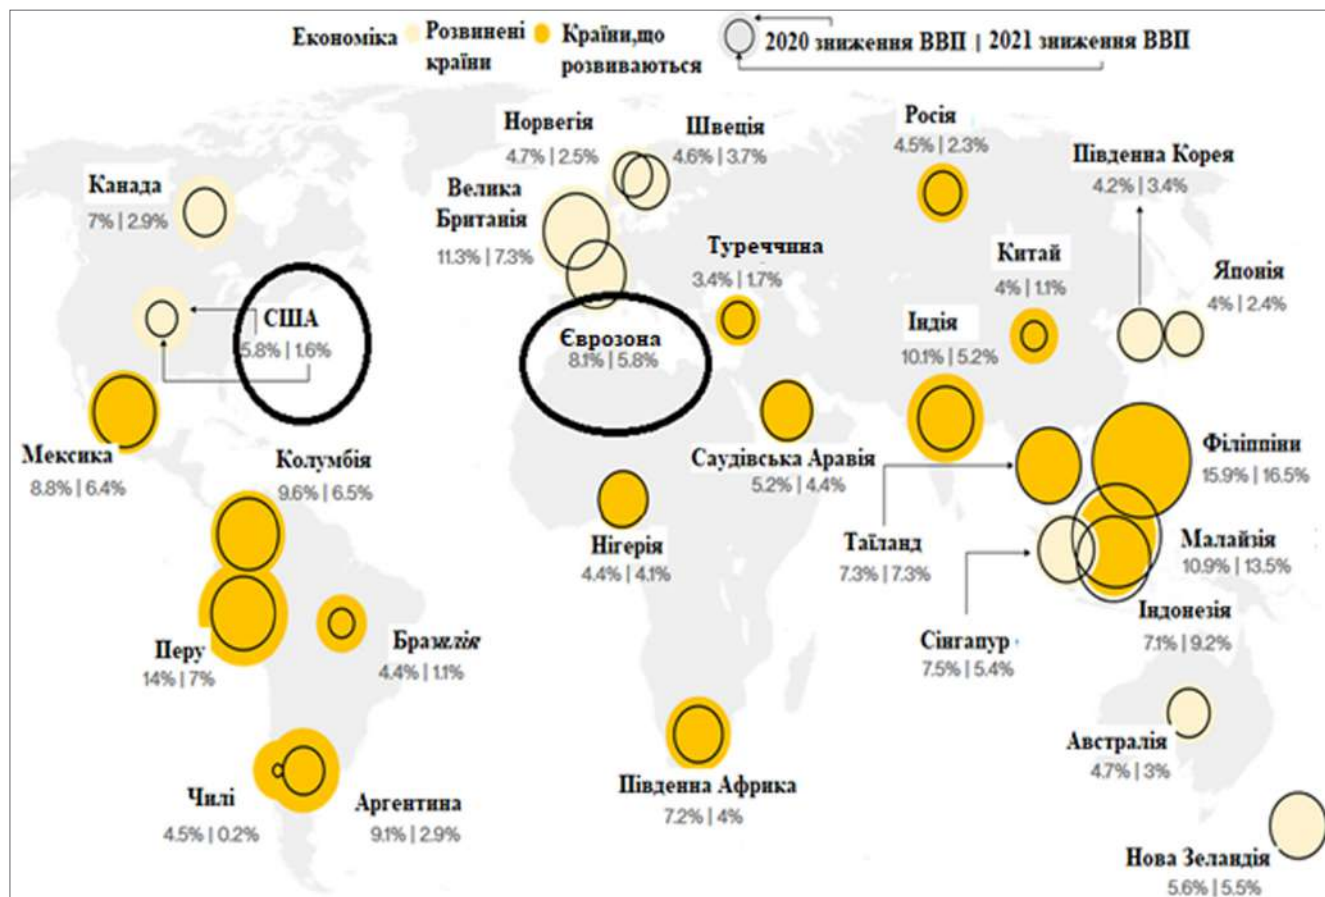 Економіка
Розвинені
країни
Країни,що
розвиваються
2020 зниження ВВП | 2021 зниження ВВП
Норвегія
4.7% | 2.5%
Швеція
4.6% | 3.7%
Росія
4.5% | 2.3%
Південна Корея
4.2% | 3.4%
Канада
7% | 2.9%
Велика
Британія
11.3% | 7.3%
Туреччина
3.4% | 1.7%
Китай
4% | 1.1%
Японія
4% | 2.4%
США
5.8% | 1.6%
Єврозона
8.1% | 5.8%
Індія
10.1% | 5.2%
Мексика
8.8% | 6.4%
Колумбія
9.6% | 6.5%
Саудівська Аравія
5.2% | 4.4%
Філіппіни
15.9% | 16.5%
Нігерія
4.4% | 4.1%
Таїланд
7.3% | 7.3%
Малайзія
10.9% | 13.5%
Індонезія
7.1% | 9.2%
Сінгапур
7.5% | 5.4%
Перу
14% | 7%
Бразилія
4.4% | 1.1%
Австралія
4.7% | 3%
Чилі
4.5% | 0.2%
Аргентина
9.1% | 2.9%
Південна Африка
7.2% | 4%
Нова Зеландія
5.6% | 5.5%